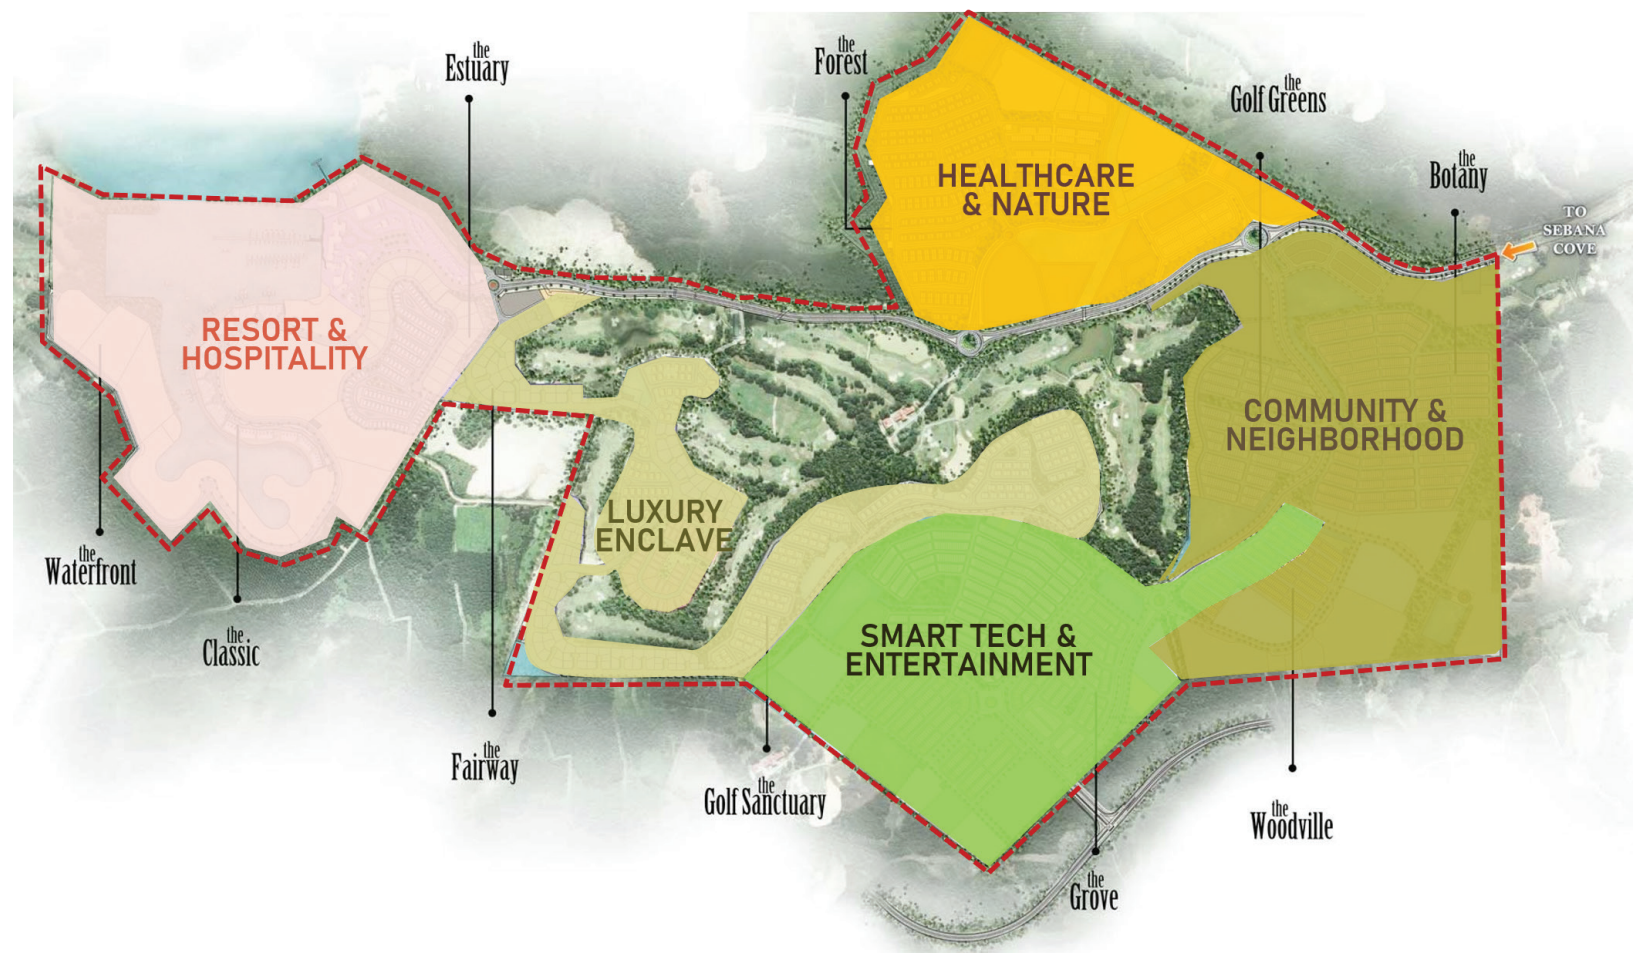 the
Estuary
the
Forest
the
Golf Greens
the
Botany
TO
SEBANA
COVE
HEALTHCARE
& NATURE
RESORT &
HOSPITALITY
COMMUNITY &
NEIGHBORHOOD
LUXURY
ENCLAVE
SMART TECH &
ENTERTAINMENT
the
Waterfront
the
Classic
the
Fairway
the
Golf Sanctuary
the
Woodville
the
Grove